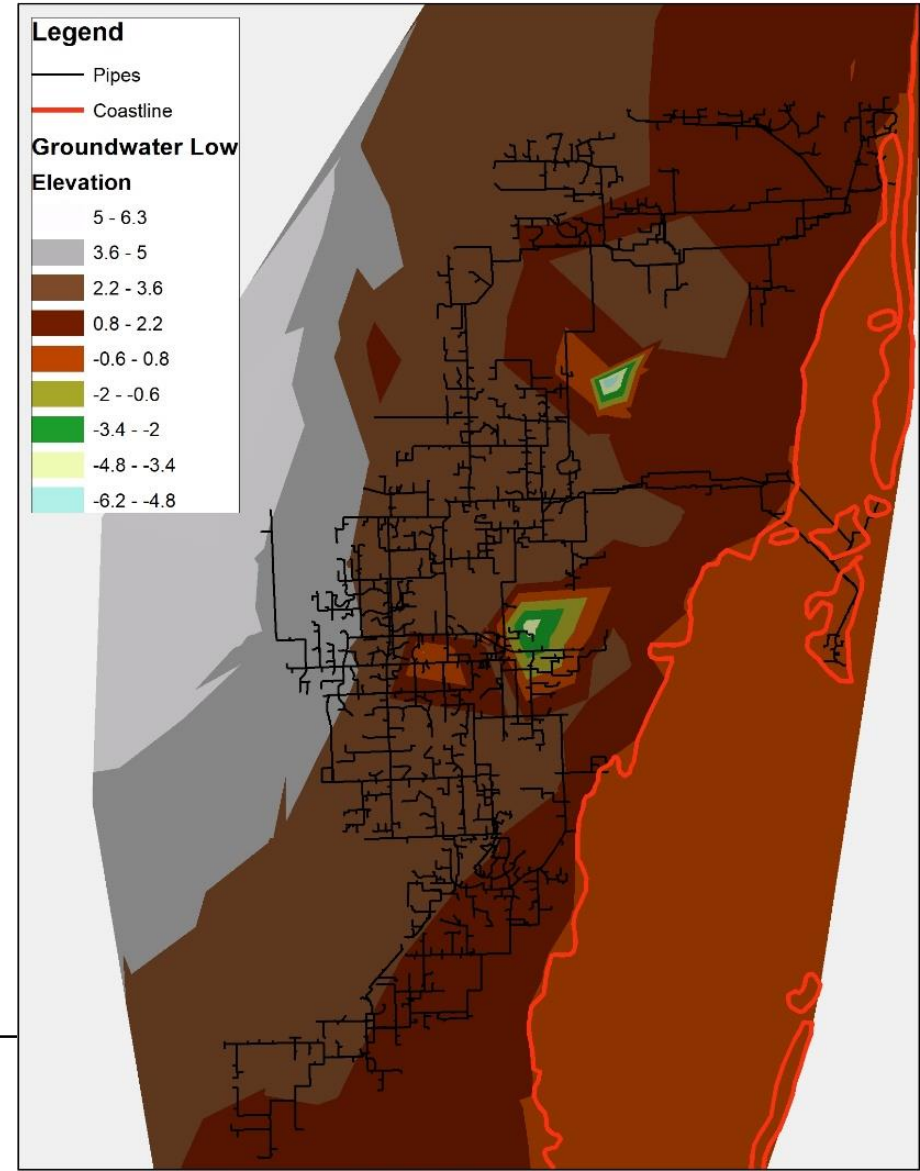 Legend
Pipes
Coastline
Groundwater Low
Elevation
5 - 6.3
3.6 - 5
2.2 - 3.6
0.8 - 2.2
-0.6 - 0.8
-2 - -0.6
-3.4 - -2
-4.8 - -3.4
-6.2 - -4.8